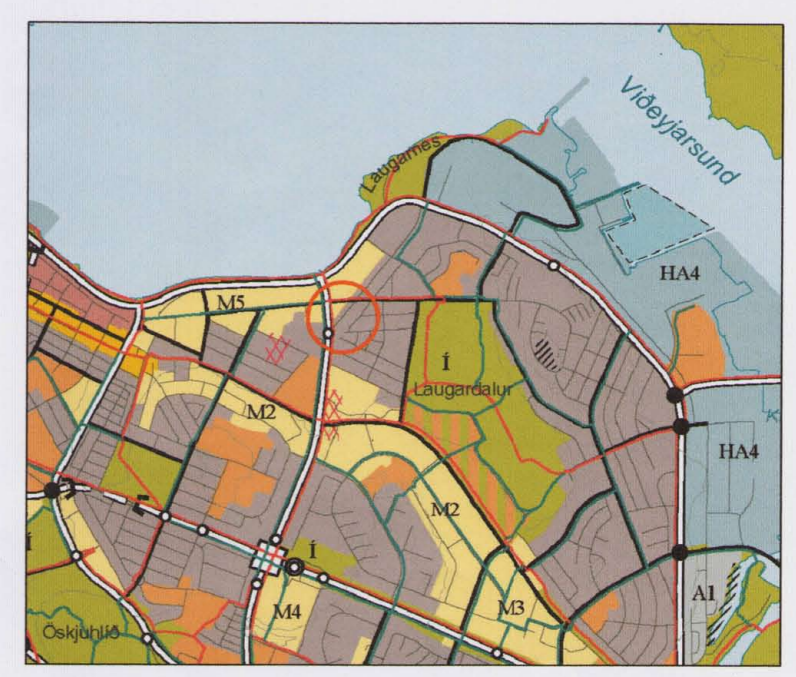 Viðeyjarsund
Laugarnes
HA4
M5
Í
Laugardalur
M2
HA4
M2
Í
Í
A1
M3
M4
Öskjuhlíð
K